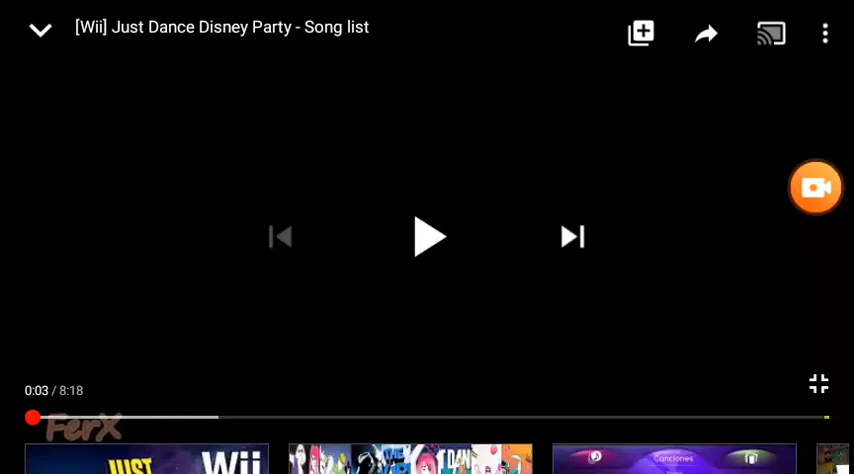 [Wii] Just Dance Disney Party - Song list
0:03 / 8:18
FerX
JUST
Wii
Canciones